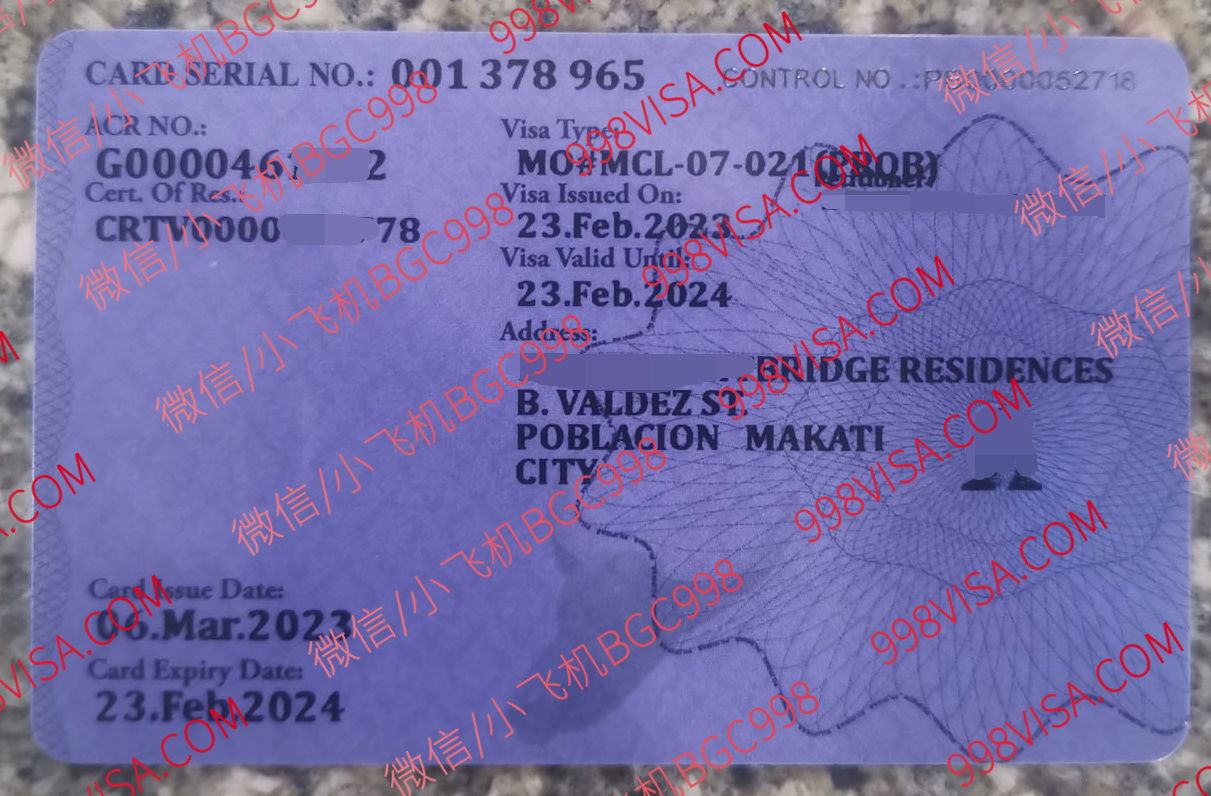 CARD SERIAL NO.: 001 378 965
CONTROL NO.:
ACR NO.:
Visa Type:
MO#MCL-07-021 (PROB)
Cert. Of Res.:
Visa Issued On:
23.Feb.2023
Visa Valid Until:
23.Feb.2024
Address:
BRIDGE RESIDENCES
B. VALDEZ ST.
POBLACION MAKATI
CITY
Card Issue Date:
06.Mar.2023
Card Expiry Date:
23.Feb.2024
微信/小飞机BGC998
998VISA.COM